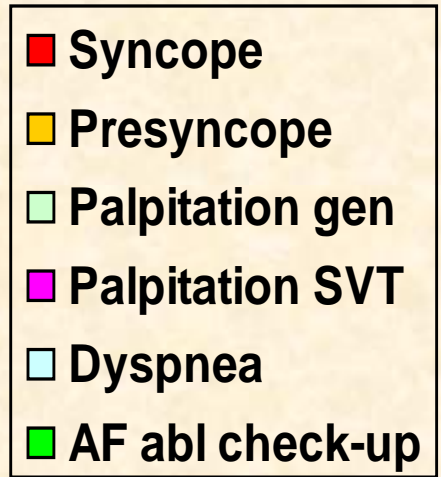 Syncope
Presyncope
Palpitation gen
Palpitation SVT
Dyspnea
AF abl check-up